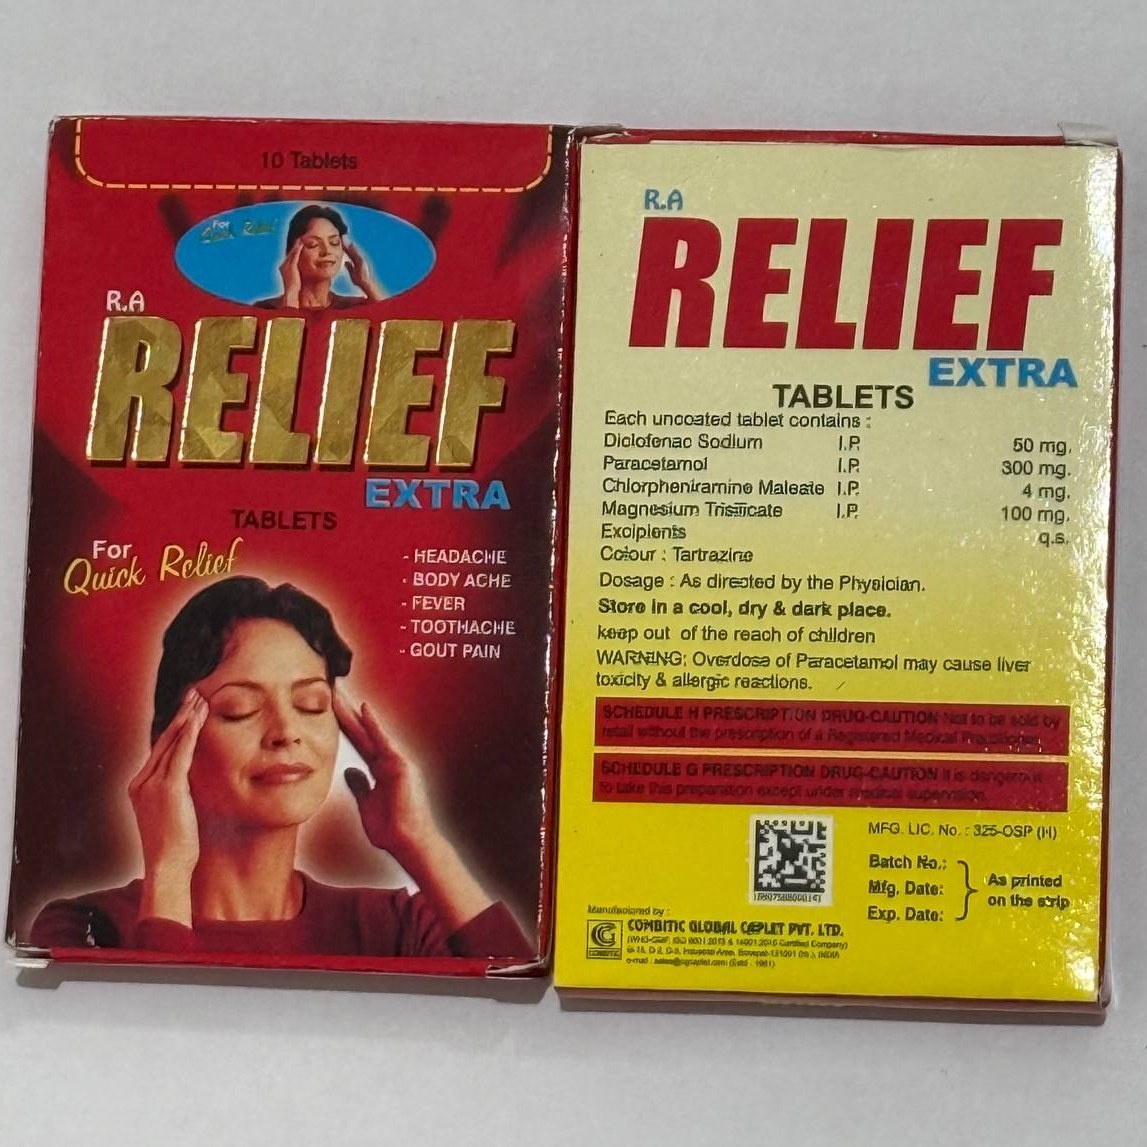 10 Tablets
For
Quick Relief
R.A
RELIEF
EXTRA
TABLETS
For
Quick Relief
- HEADACHE
- BODY ACHE
- FEVER
- TOOTHACHE
- GOUT PAIN
R.A
RELIEF
EXTRA
TABLETS
Each uncoated tablet contains :
Diclofenac Sodium I.P. 50 mg.
Paracetamol I.P. 300 mg.
Chlorpheniramine Maleate I.P. 4 mg.
Magnesium Trisilicate I.P. 100 mg.
Excipients q.s.
Colour : Tartrazine
Dosage : As directed by the Physician.
Store in a cool, dry & dark place.
keep out of the reach of children
WARNING: Overdose of Paracetamol may cause liver
toxicity & allergic reactions.
SCHEDULE H PRESCRIPTION DRUG-CAUTION Not to be sold by
retail without the prescription of a Registered Medical Practitioner.
SCHEDULE G PRESCRIPTION DRUG-CAUTION It is dangerous
to take this preparation except under medical supervision.
MFG. LIC. No. : 325-OSP (H)
Batch No.:
Mfg. Date:
Exp. Date:
As printed
on the strip
Manufactured by :
COMBITIC GLOBAL CAPLET PVT. LTD.